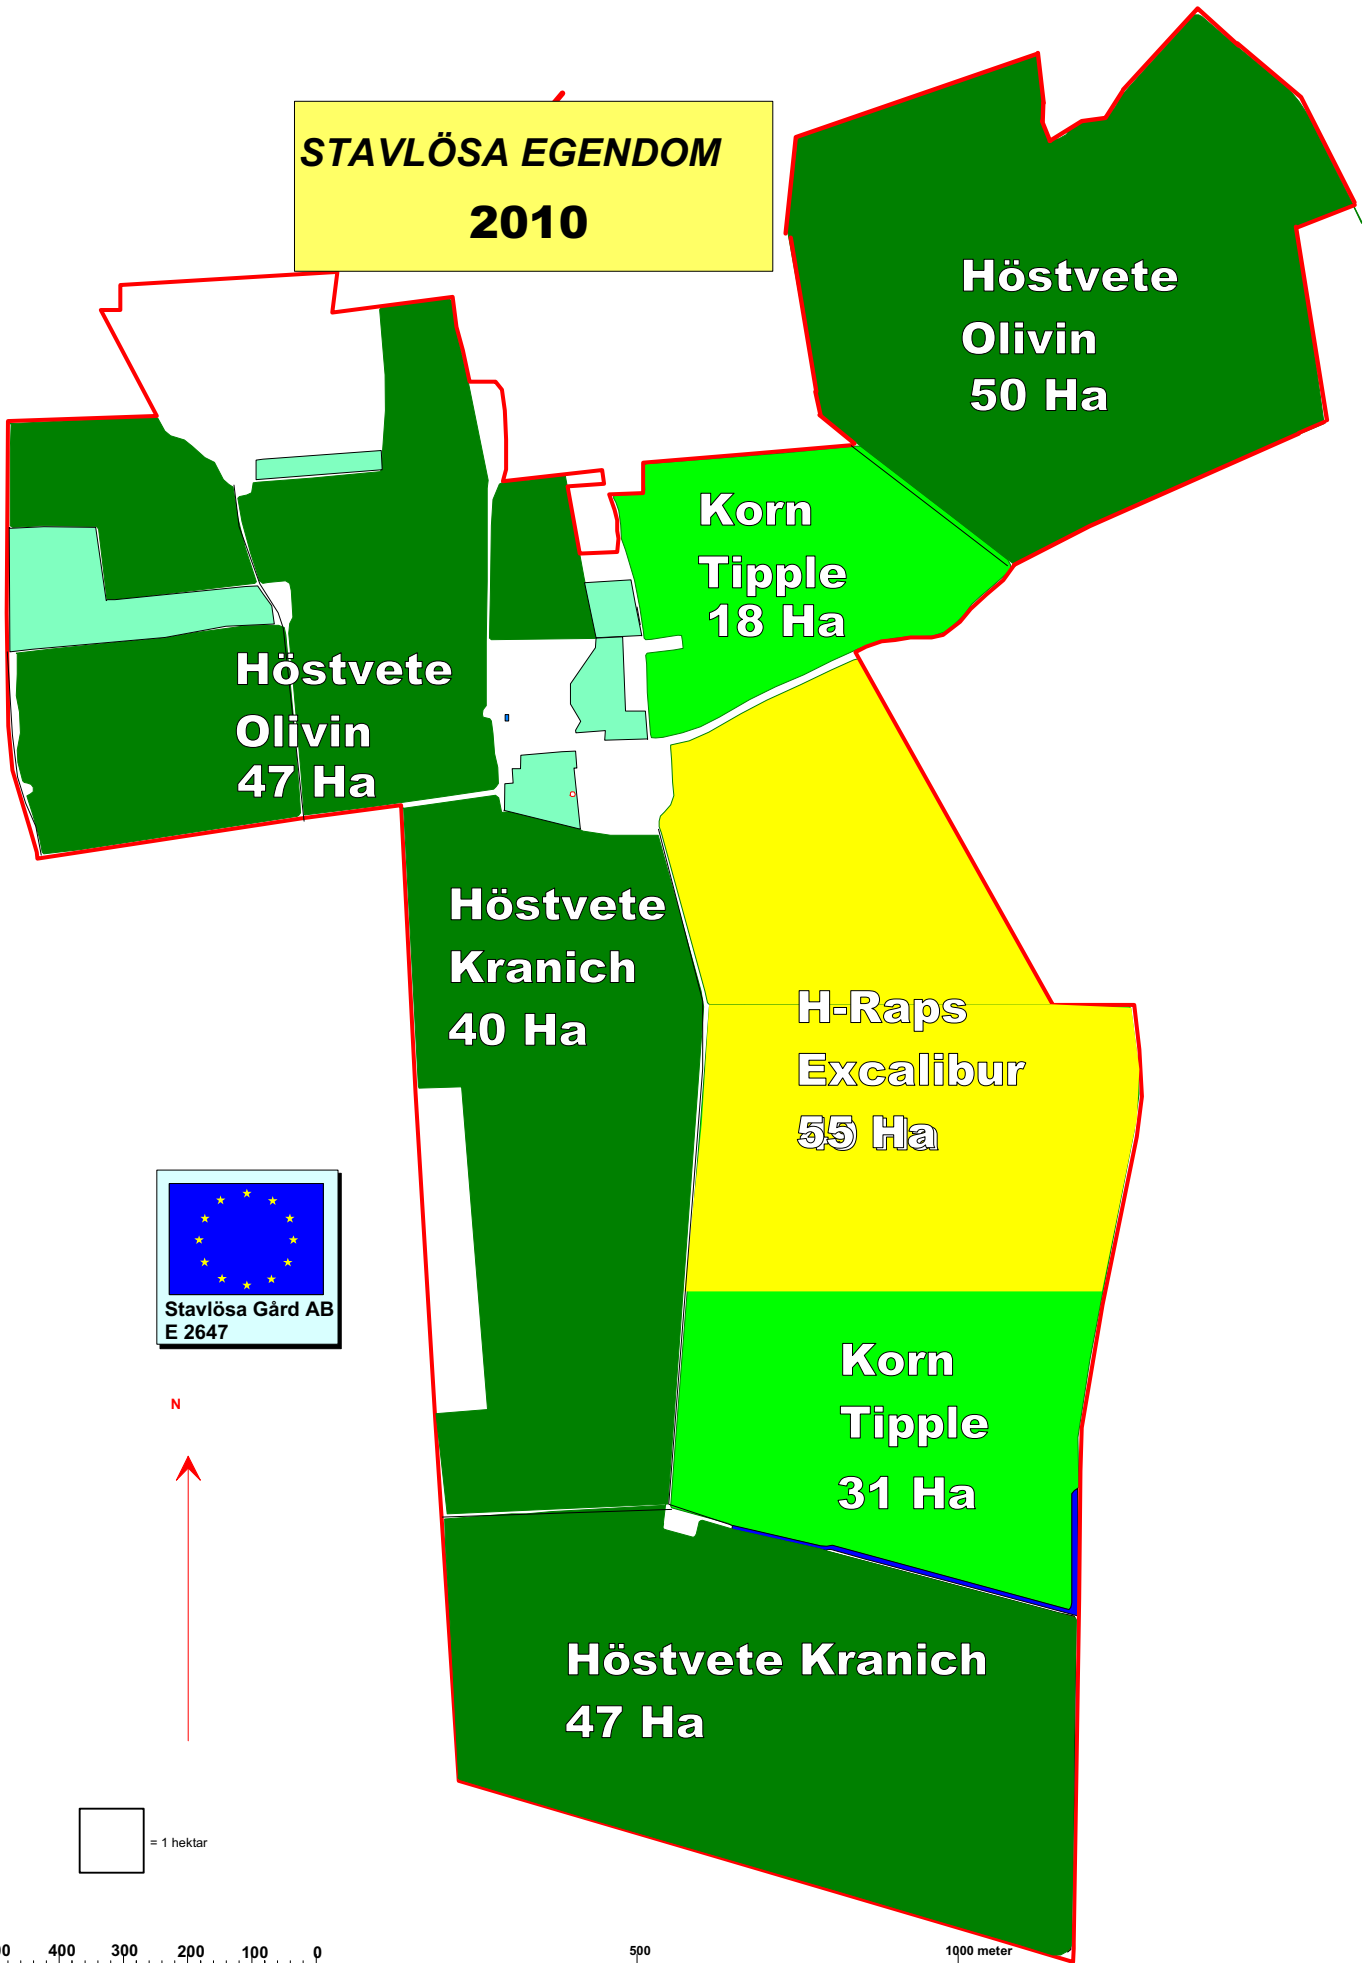 STAVLÖSA EGENDOM
2010
Höstvete
Olivin
50 Ha
Korn
Tipple
18 Ha
Höstvete
Olivin
47 Ha
Höstvete
Kranich
40 Ha
H-Raps
Excalibur
55 Ha
Stavlösa Gård AB
E 2647
Korn
Tipple
31 Ha
N
Höstvete Kranich
47 Ha
= 1 hektar
400 300 200 100 0 500 1000 meter